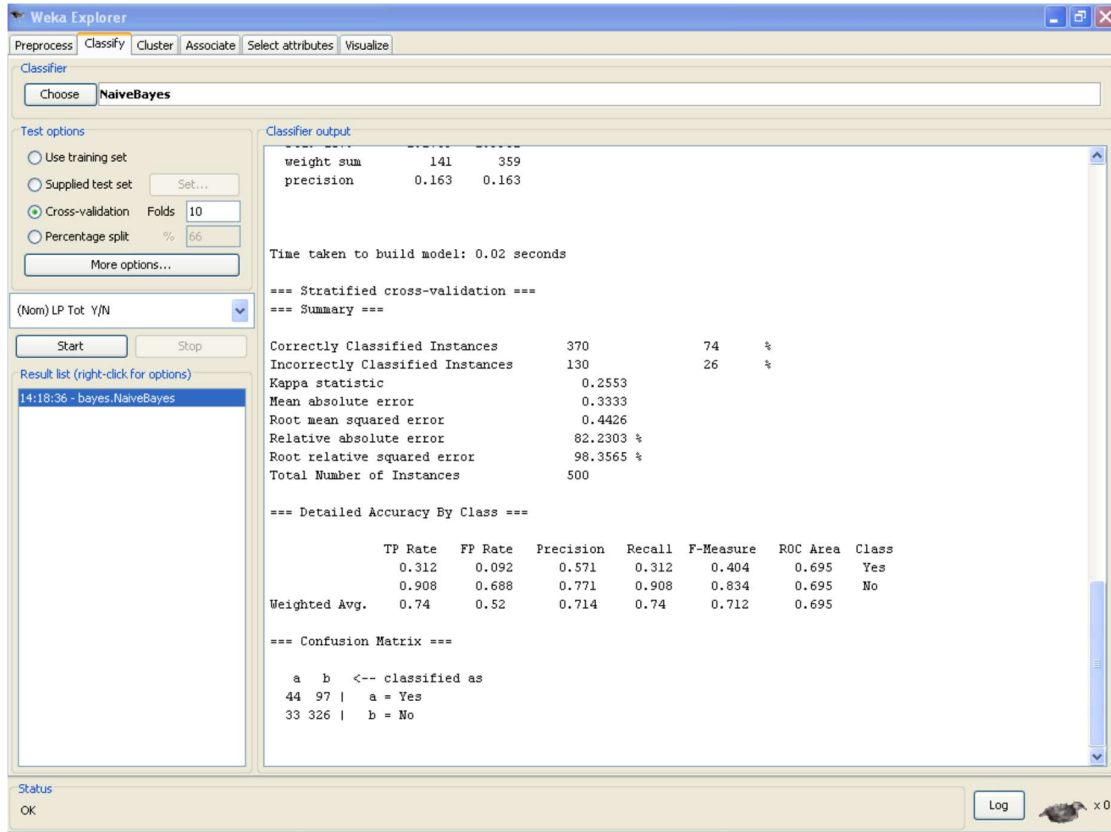 Weka Explorer
Preprocess Classify Cluster Associate Select attributes Visualize
Classifier
Choose NaiveBayes
Test options
Use training set
Supplied test set Set...
Cross-validation Folds 10
Percentage split % 66
More options...
(Nom) LP Tot Y/N
Start Stop
Result list (right-click for options)
14:18:36 - bayes.NaiveBayes
Classifier output
weight sum 141 359
precision 0.163 0.163
Time taken to build model: 0.02 seconds
=== Stratified cross-validation ===
=== Summary ===
Correctly Classified Instances 370 74 %
Incorrectly Classified Instances 130 26 %
Kappa statistic 0.2553
Mean absolute error 0.3333
Root mean squared error 0.4426
Relative absolute error 82.2303 %
Root relative squared error 98.3565 %
Total Number of Instances 500
=== Detailed Accuracy By Class ===
TP Rate FP Rate Precision Recall F-Measure ROC Area Class
0.312 0.092 0.571 0.312 0.404 0.695 Yes
0.908 0.688 0.771 0.908 0.834 0.695 No
Weighted Avg. 0.74 0.52 0.714 0.74 0.712 0.695
=== Confusion Matrix ===
a b <-- classified as
44 97 | a = Yes
33 326 | b = No
Status
OK
Log x 0